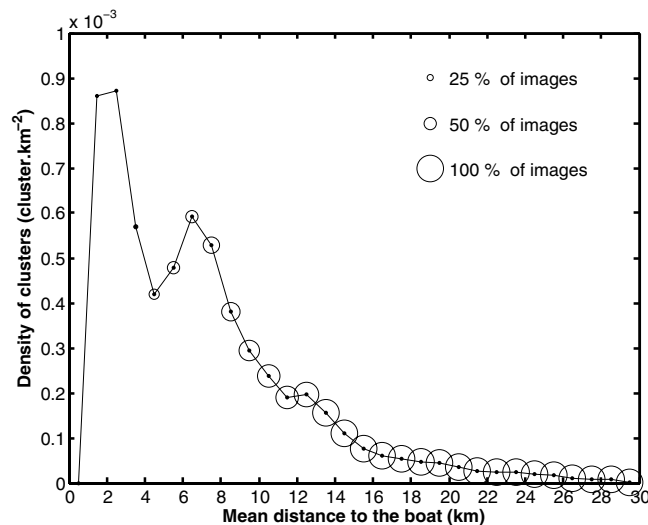 x 10⁻³
1
0.9
0.8
0.7
0.6
0.5
0.4
0.3
0.2
0.1
0
Density of clusters (cluster.km⁻²)
25 % of images
50 % of images
100 % of images
0 2 4 6 8 10 12 14 16 18 20 22 24 26 28 30
Mean distance to the boat (km)